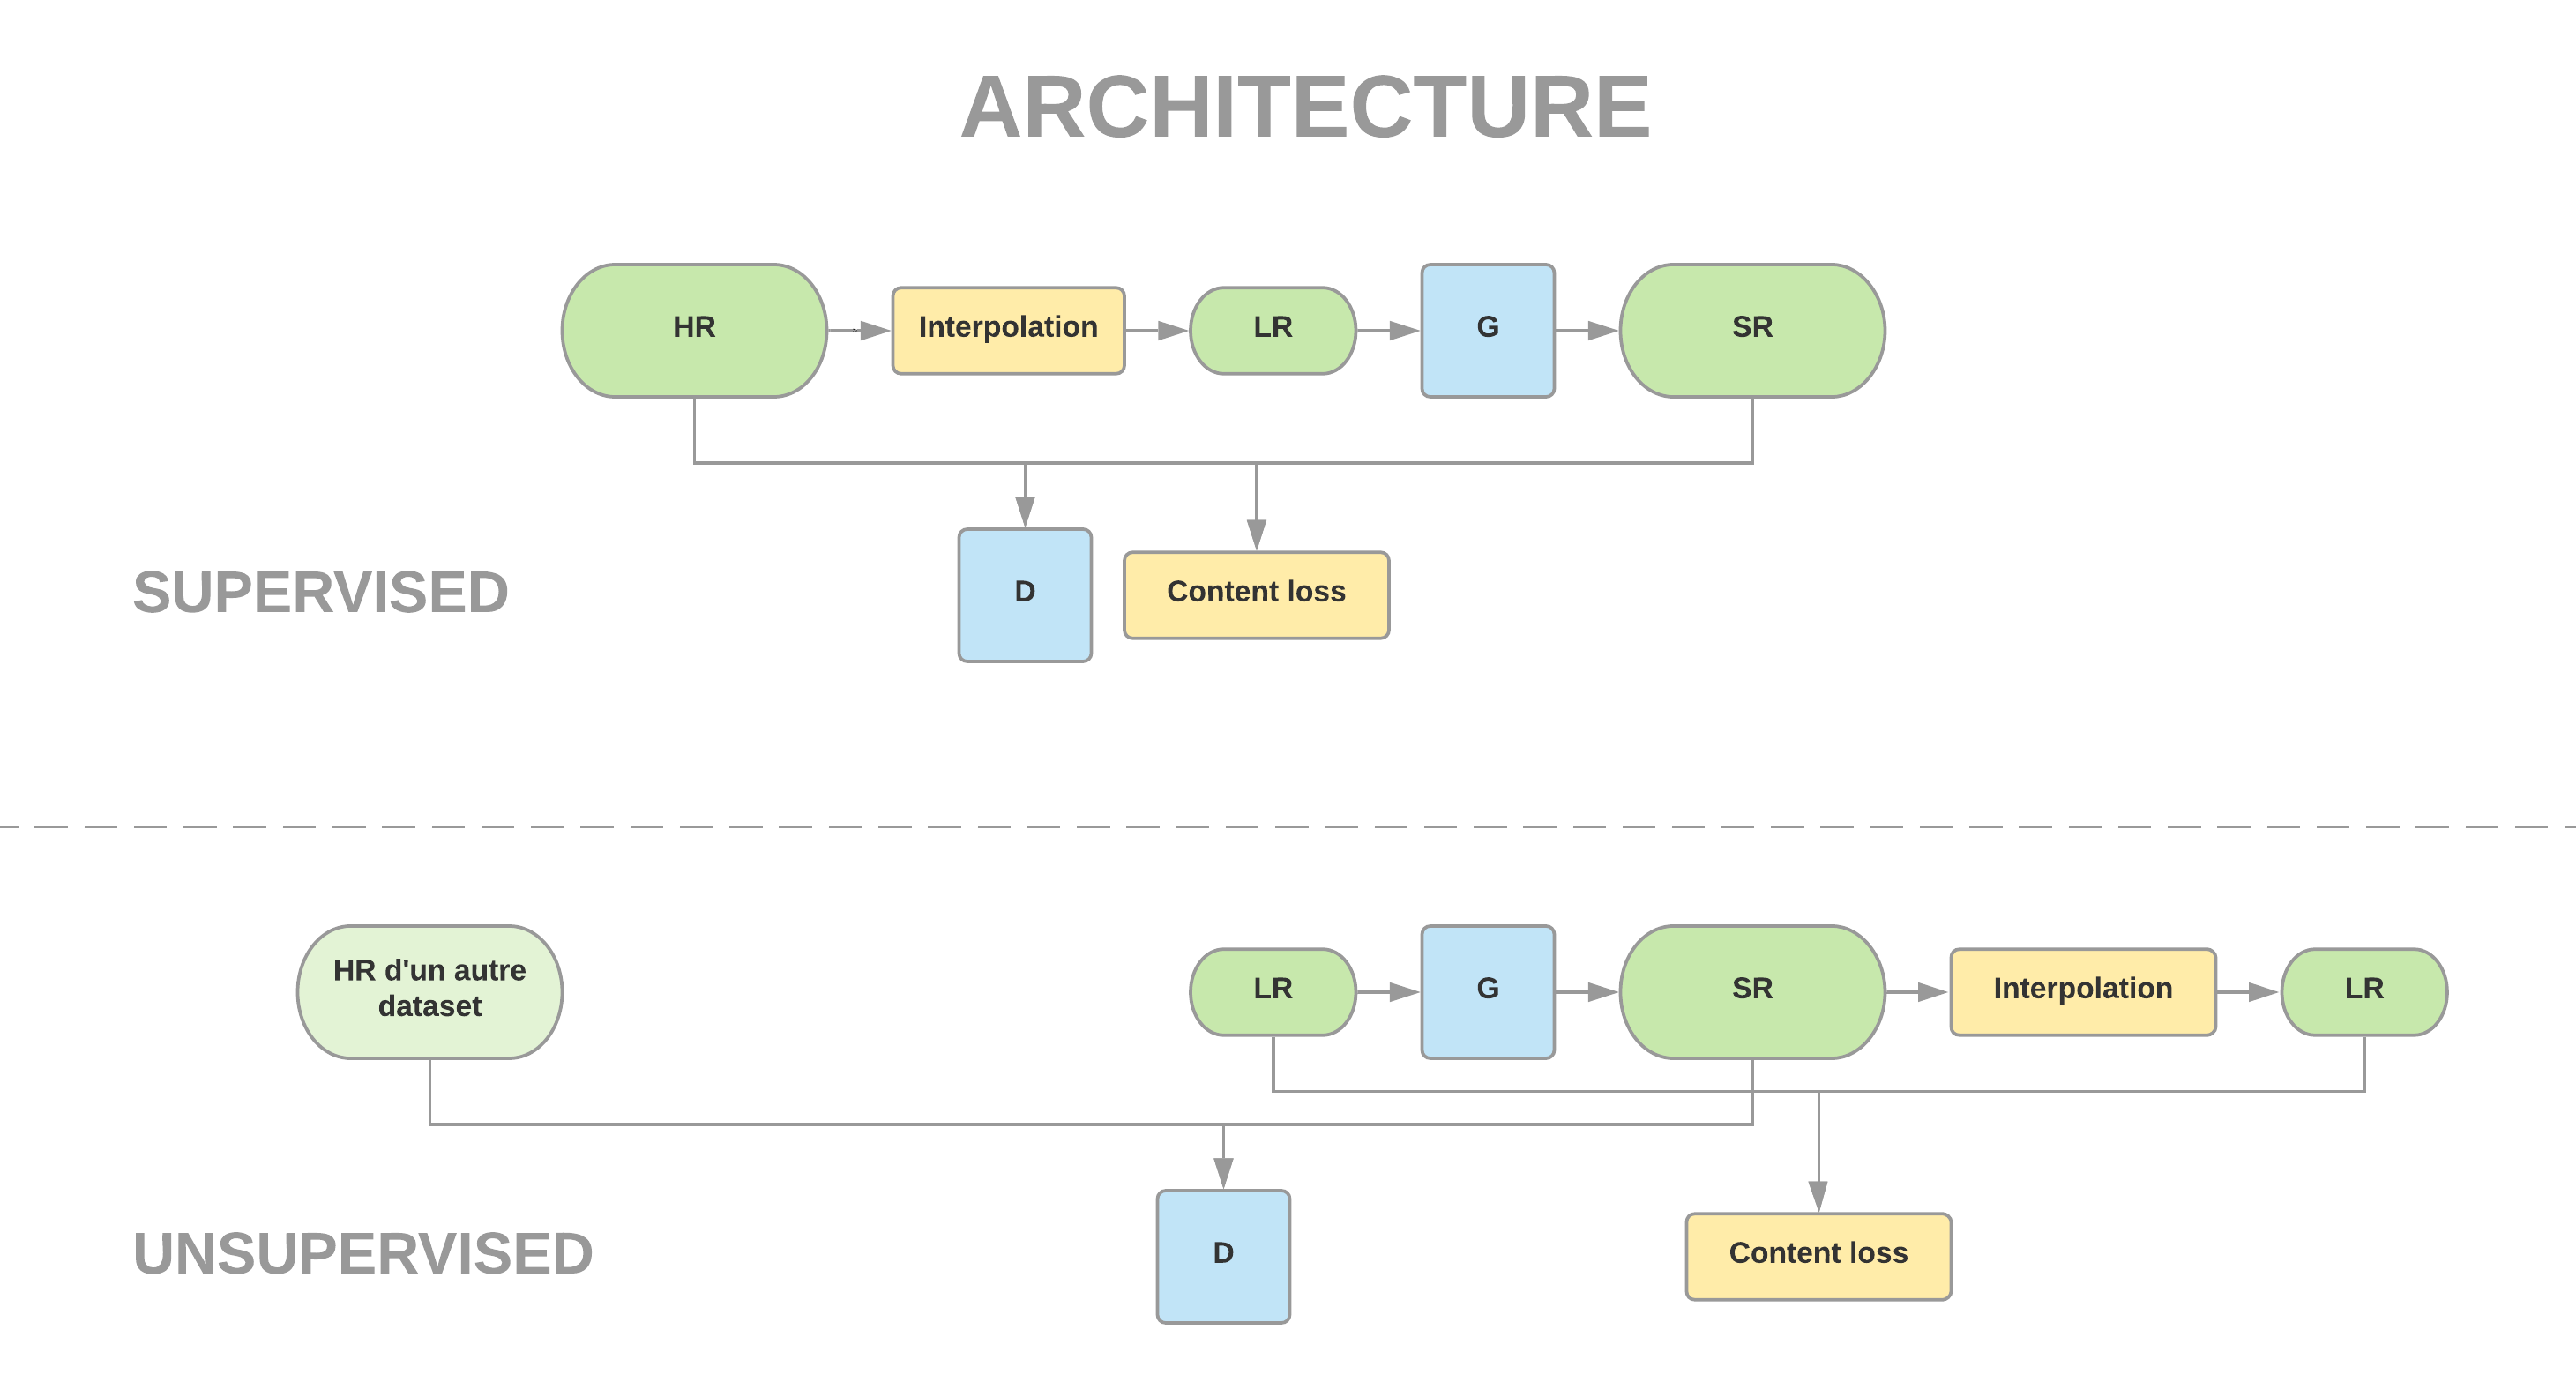 ARCHITECTURE
HR
Interpolation
LR
G
SR
D
Content loss
SUPERVISED
HR d'un autre
dataset
LR
G
SR
Interpolation
LR
D
Content loss
UNSUPERVISED